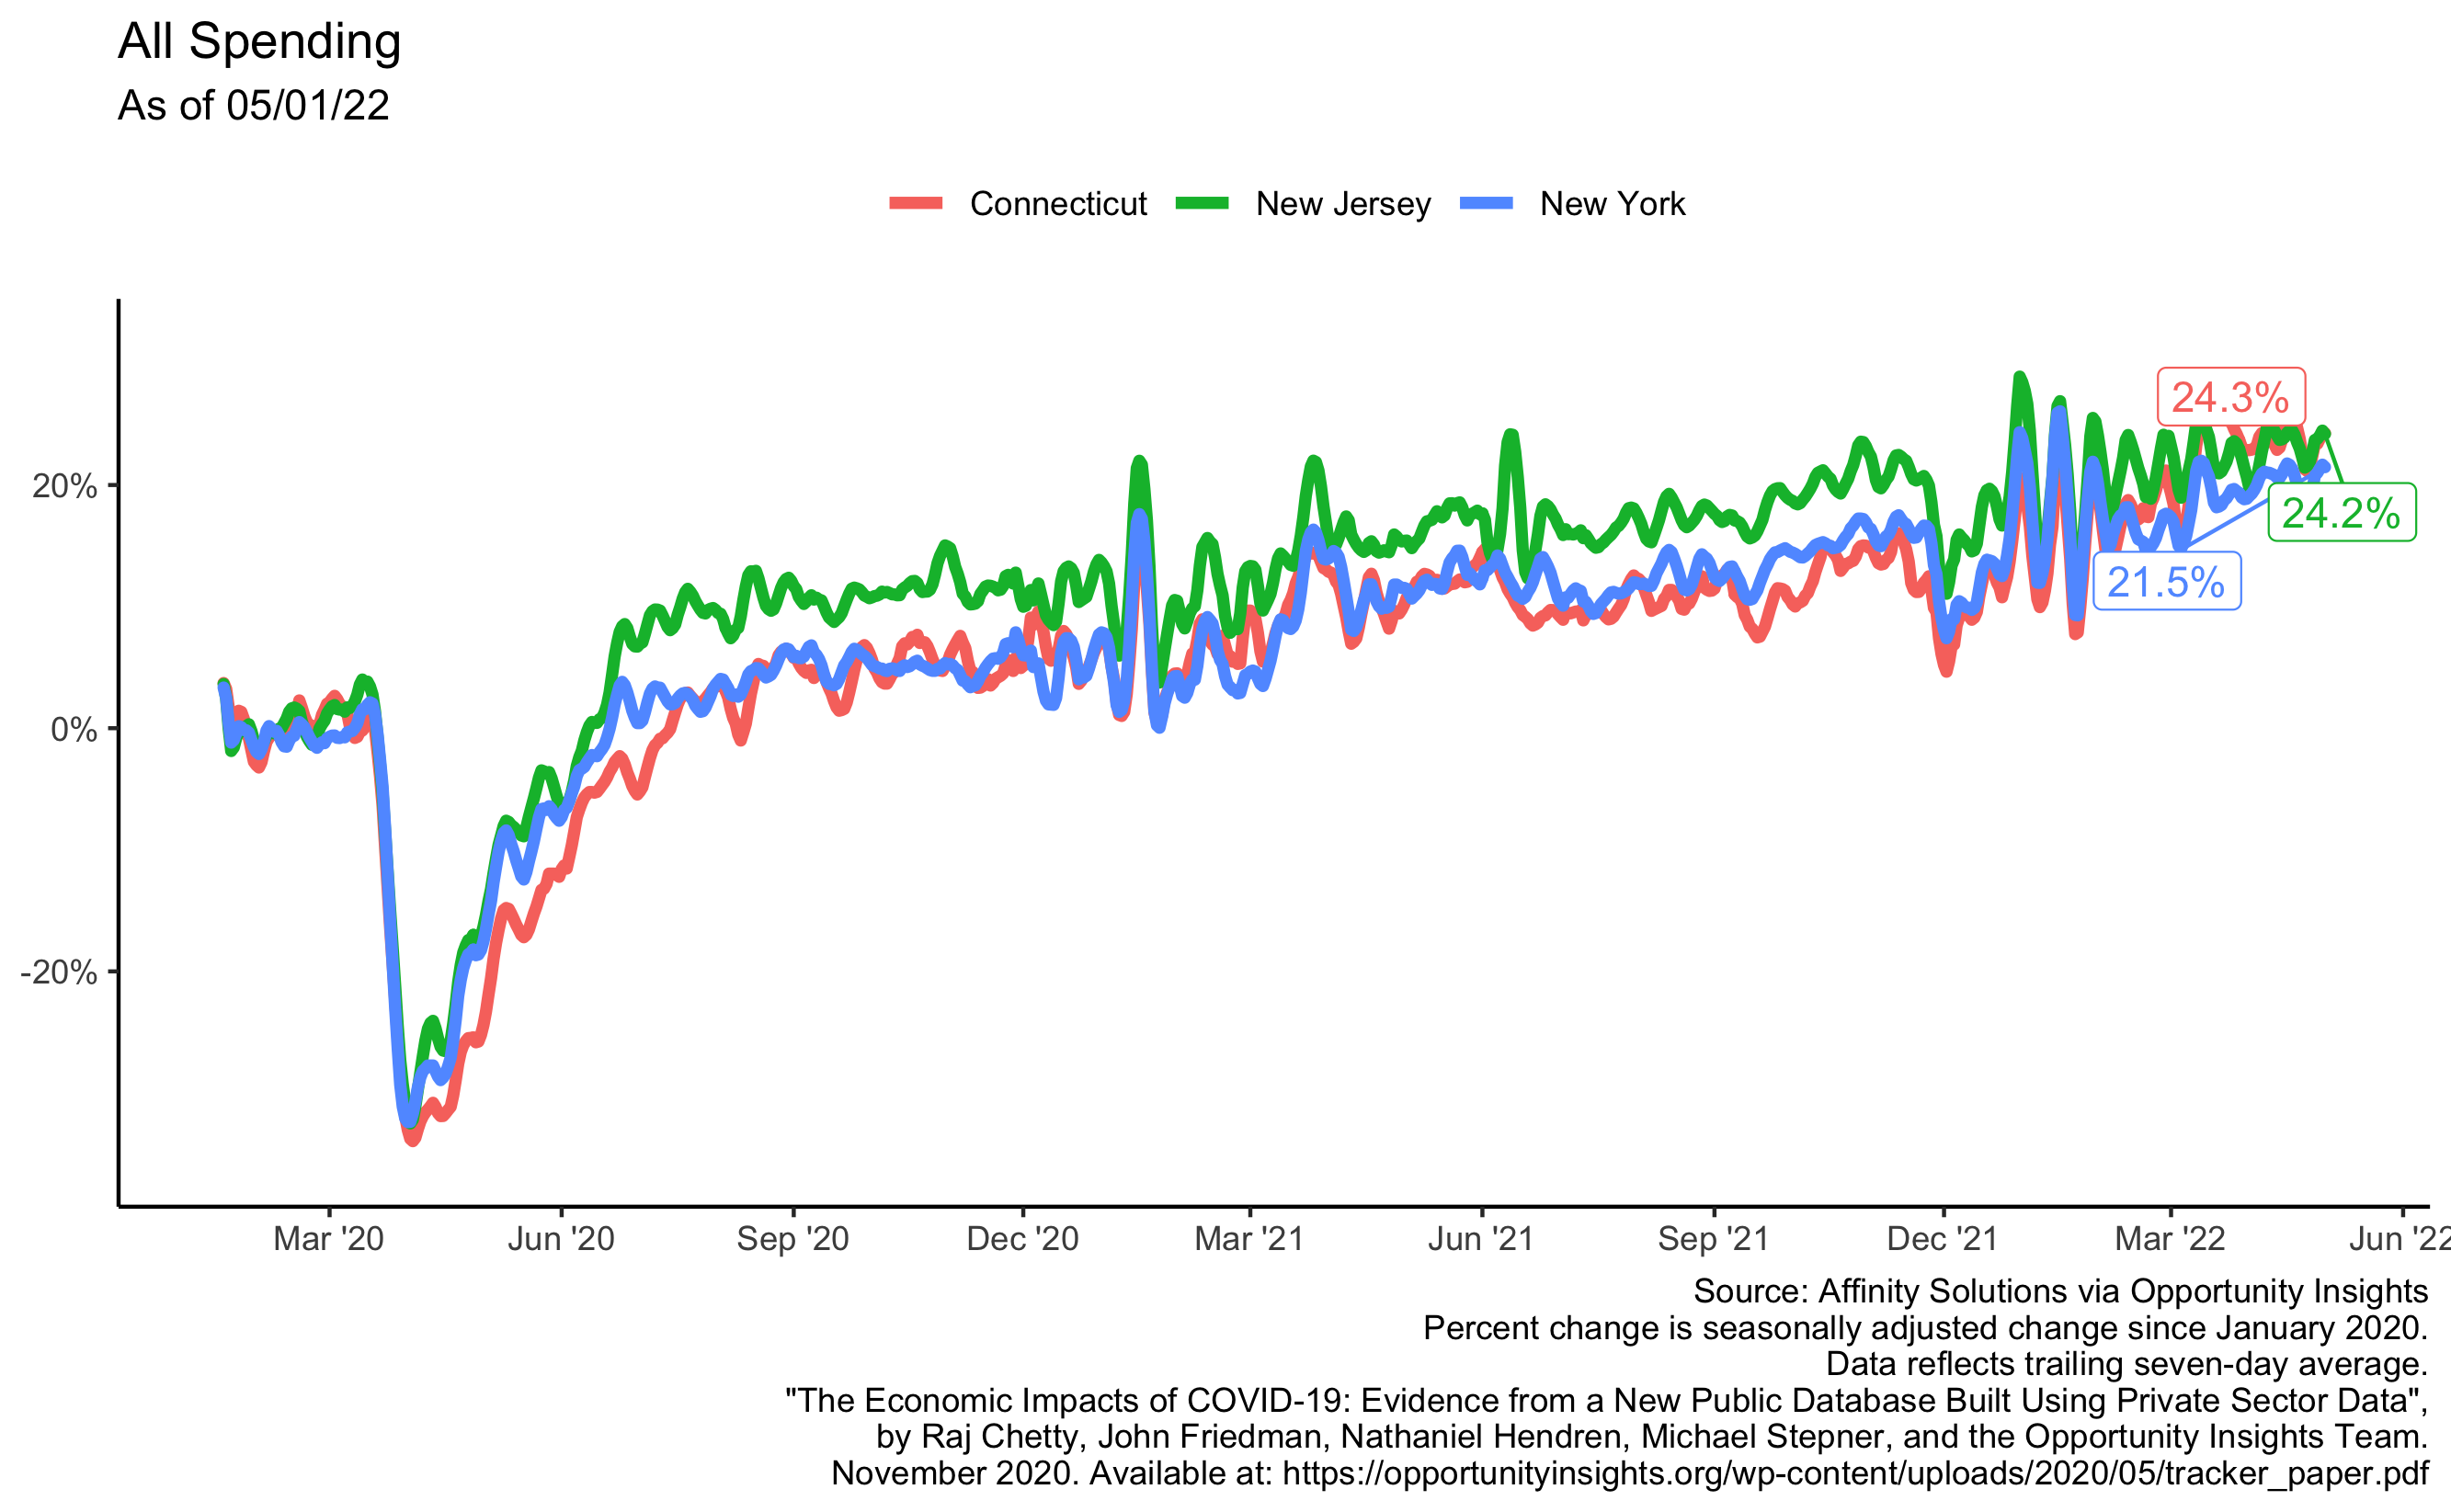 All Spending
As of 05/01/22
Connecticut New Jersey New York
24.3%
20%
24.2%
21.5%
0%
-20%
Mar '20 Jun '20 Sep '20 Dec '20 Mar '21 Jun '21 Sep '21 Dec '21 Mar '22 Jun '22
Source: Affinity Solutions via Opportunity Insights
Percent change is seasonally adjusted change since January 2020.
Data reflects trailing seven-day average.
"The Economic Impacts of COVID-19: Evidence from a New Public Database Built Using Private Sector Data",
by Raj Chetty, John Friedman, Nathaniel Hendren, Michael Stepner, and the Opportunity Insights Team.
November 2020. Available at: https://opportunityinsights.org/wp-content/uploads/2020/05/tracker_paper.pdf